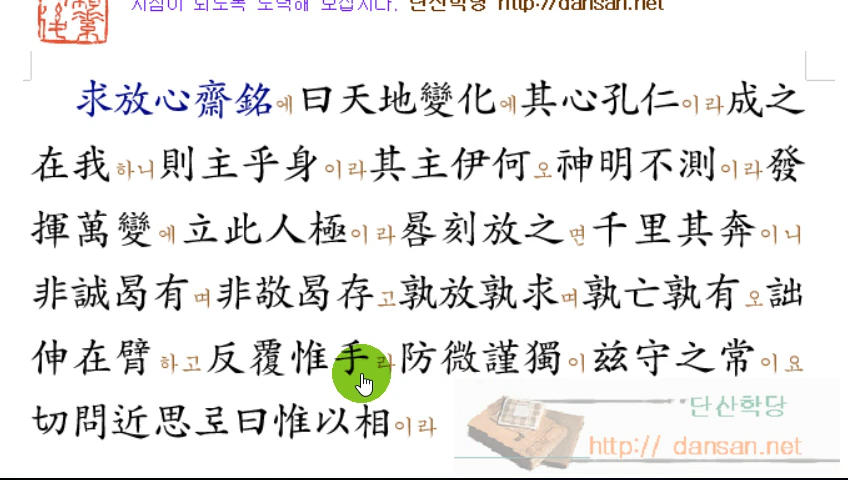 지침이 되도록 노력해 보십시다. 단산학당 http://dansan.net
求放心齋銘에曰天地變化에其心孔仁이라成之
在我하니則主乎身이라其主伊何오神明不測이라發
揮萬變에立此人極이라晷刻放之면千里其奔이니
非誠曷有며非敬曷存고孰放孰求며孰亡孰有오詘
伸在臂하고反覆惟手라防微謹獨이玆守之常이요
切問近思로曰惟以相이라
단산학당
http:// dansan.net